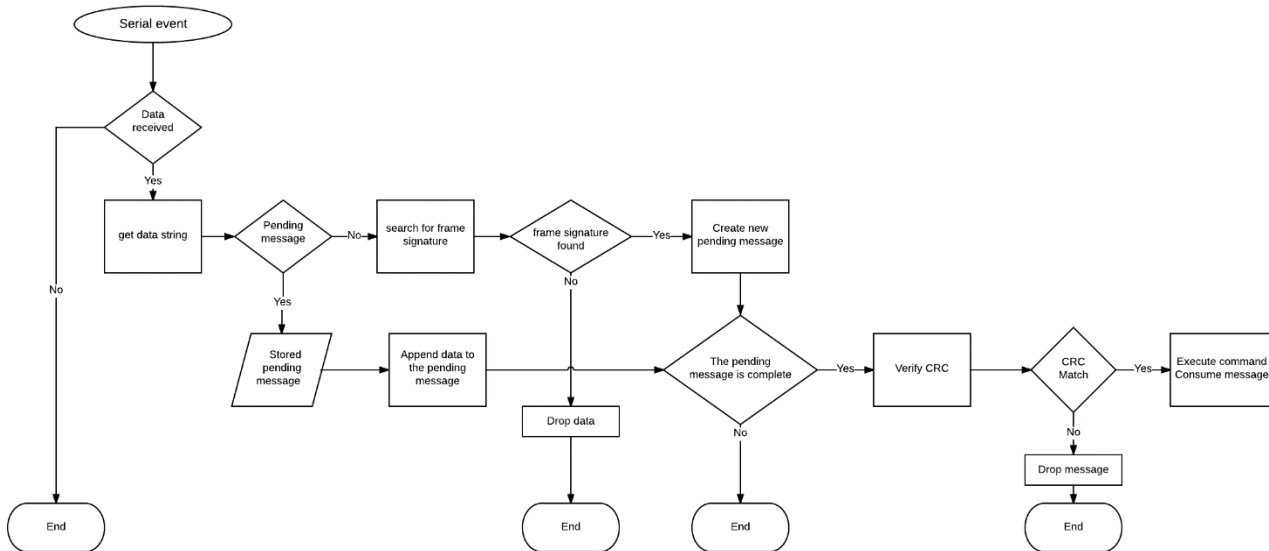 Serial event
Data
received
Yes
No
get data string
Pending
message
No
Yes
search for frame
signature
frame signature
found
Yes
No
Create new
pending message
Stored
pending
message
Append data to
the pending
message
The pending
message is complete
Yes
No
Verify CRC
CRC
Match
Yes
No
Execute command
Consume message
Drop data
Drop message
End
End
End
End